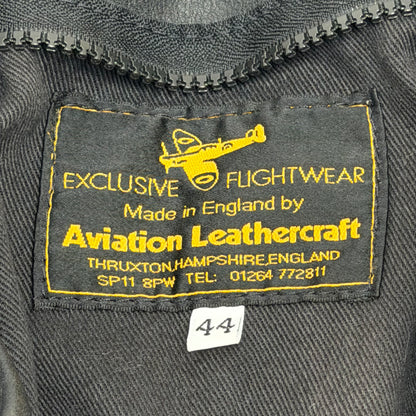 EXCLUSIVE FLIGHTWEAR
Made in England by
Aviation Leathercraft
THRUXTON,HAMPSHIRE,ENGLAND
SP11 8PW TEL: 01264 772811
44